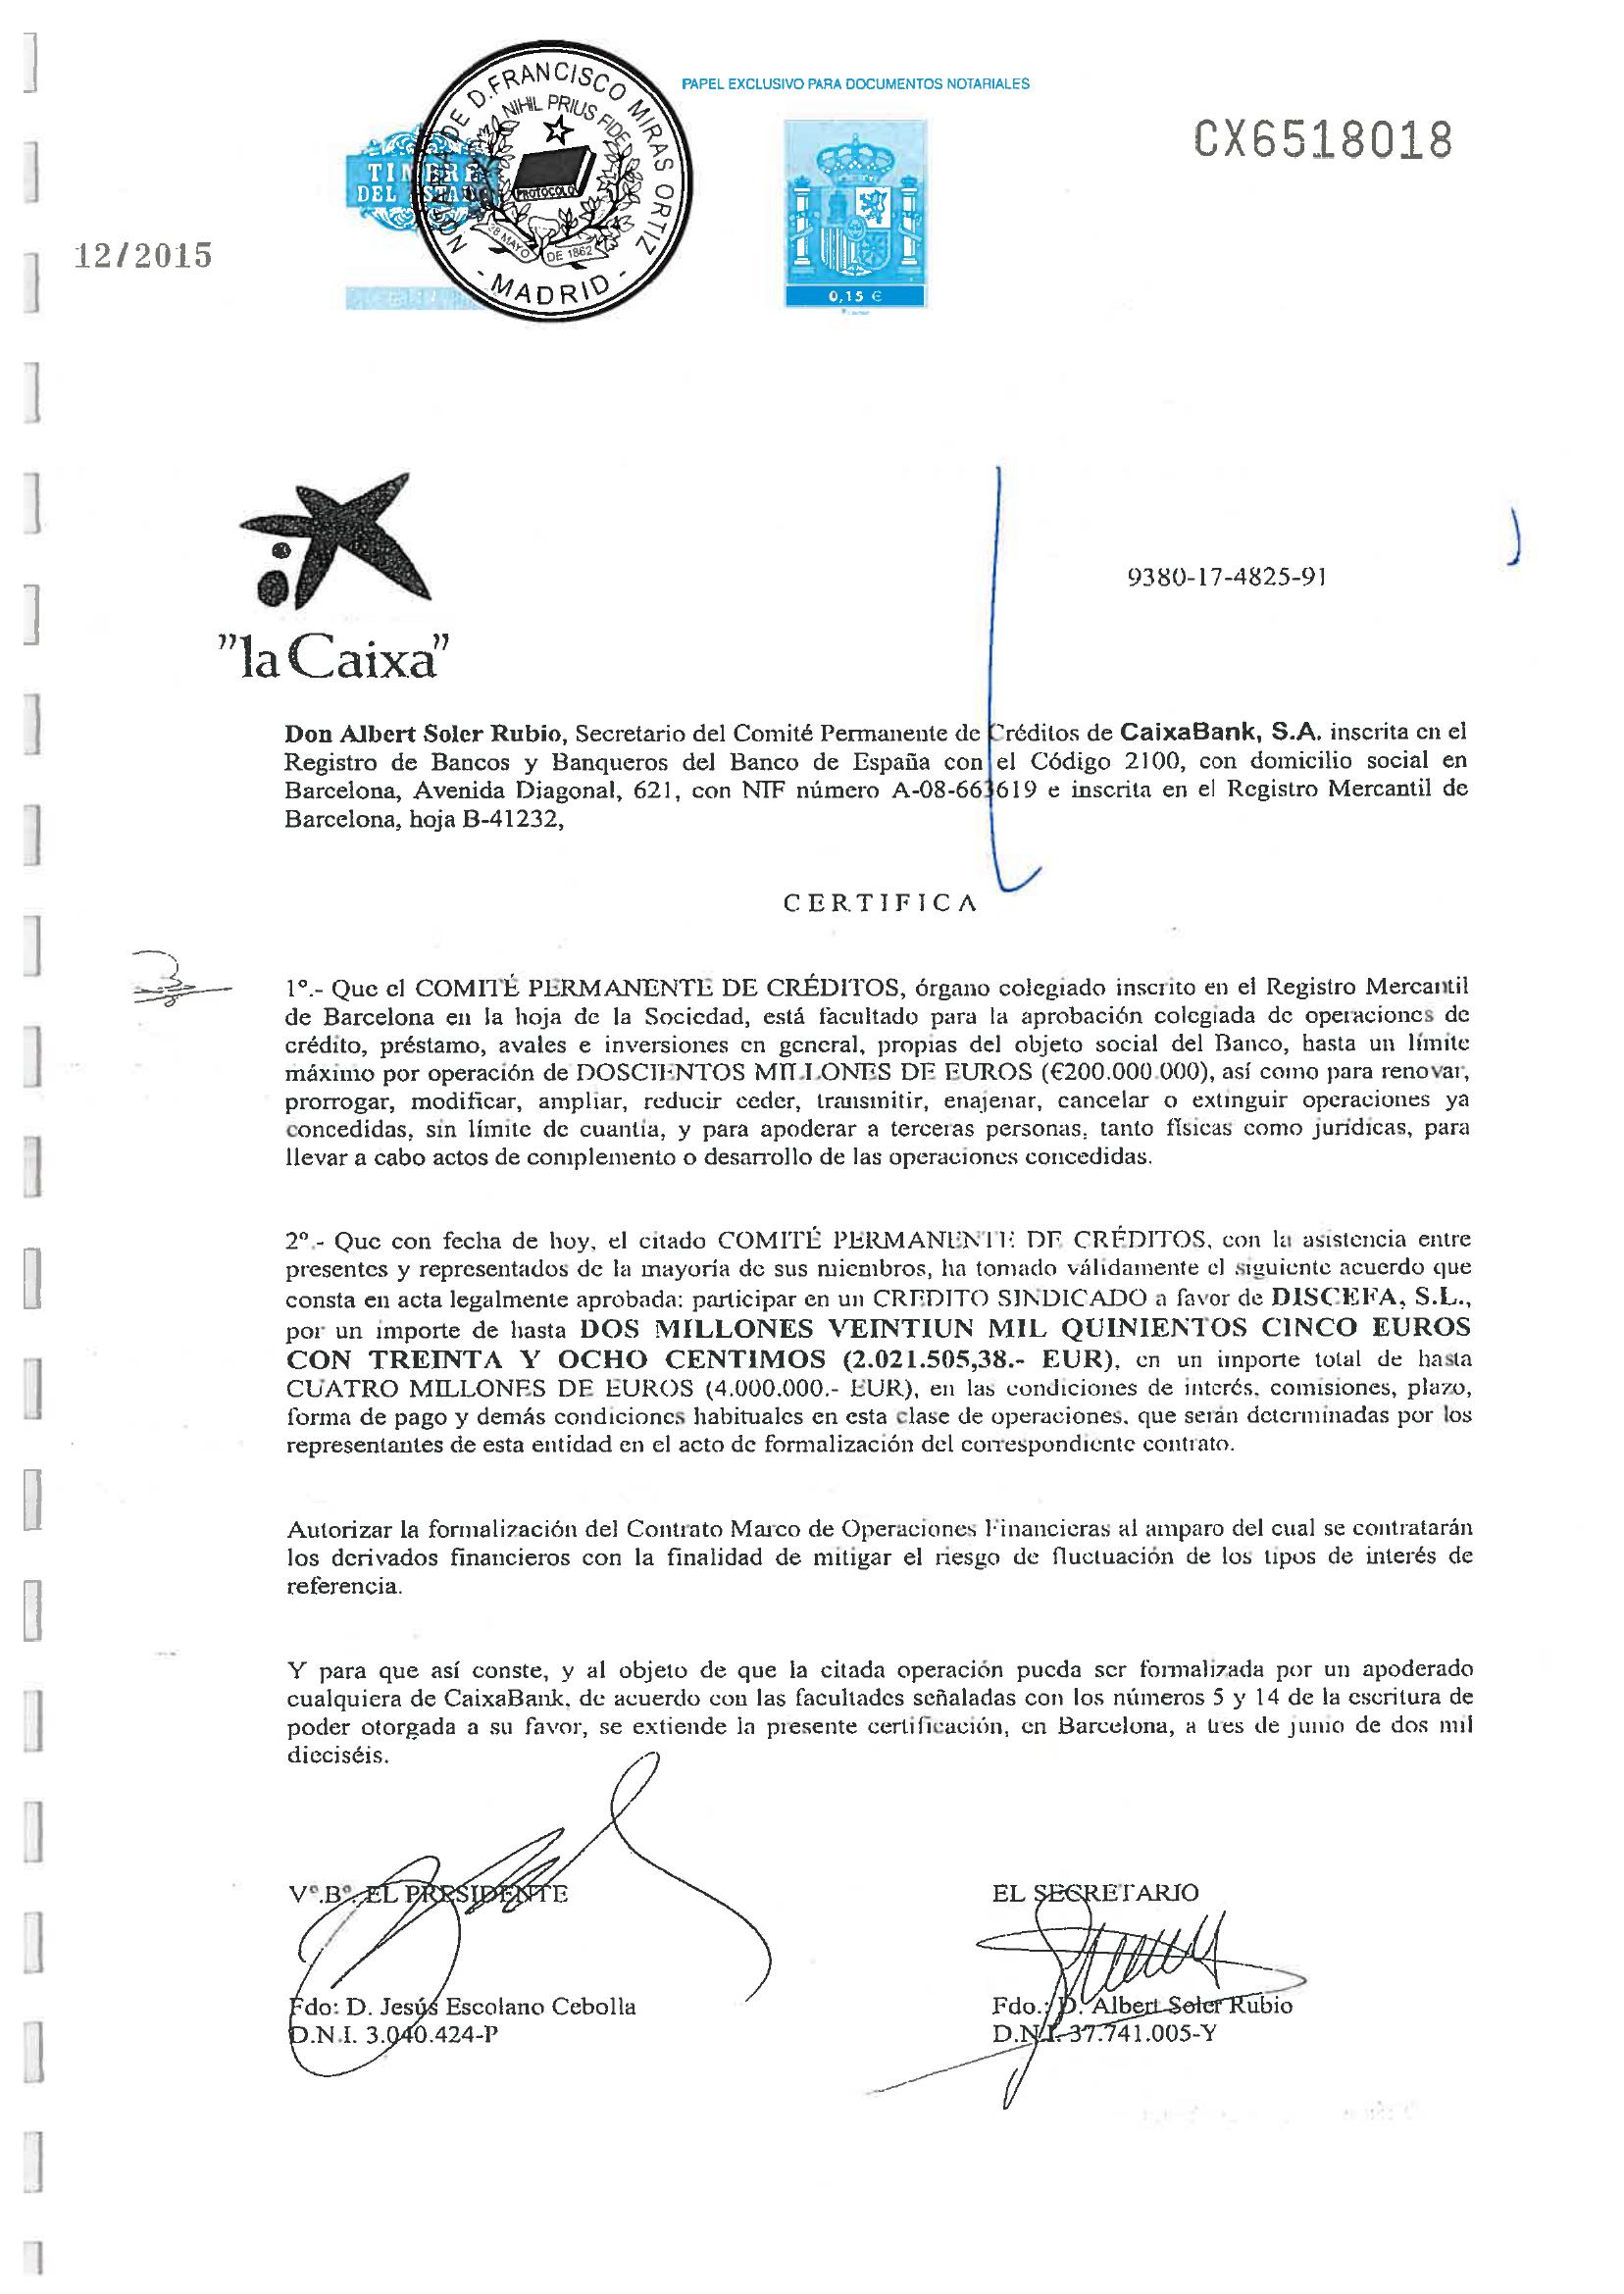 PAPEL EXCLUSIVO PARA DOCUMENTOS NOTARIALES
NOTARIA DE D. FRANCISCO MIRAS ORTIZ
NIHIL PRIUS FIDE
PROTOCOLO
28 MAYO DE 1862
- MADRID -
TIMBRE
DEL ESTADO
0,15 €
CX6518018
12/2015
"la Caixa"
9380-17-4825-91
Don Albert Soler Rubio, Secretario del Comité Permanente de Créditos de CaixaBank, S.A. inscrita en el
Registro de Bancos y Banqueros del Banco de España con el Código 2100, con domicilio social en
Barcelona, Avenida Diagonal, 621, con NIF número A-08-663619 e inscrita en el Registro Mercantil de
Barcelona, hoja B-41232,
CERTIFICA
1º.- Que el COMITÉ PERMANENTE DE CRÉDITOS, órgano colegiado inscrito en el Registro Mercantil
de Barcelona en la hoja de la Sociedad, está facultado para la aprobación colegiada de operaciones de
crédito, préstamo, avales e inversiones en general, propias del objeto social del Banco, hasta un límite
máximo por operación de DOSCIENTOS MILLONES DE EUROS (€200.000.000), así como para renovar,
prorrogar, modificar, ampliar, reducir ceder, transmitir, enajenar, cancelar o extinguir operaciones ya
concedidas, sin límite de cuantía, y para apoderar a terceras personas, tanto físicas como jurídicas, para
llevar a cabo actos de complemento o desarrollo de las operaciones concedidas.
2º.- Que con fecha de hoy, el citado COMITÉ PERMANENTE DE CRÉDITOS, con la asistencia entre
presentes y representados de la mayoría de sus miembros, ha tomado válidamente el siguiente acuerdo que
consta en acta legalmente aprobada: participar en un CREDITO SINDICADO a favor de DISCEFA, S.L.,
por un importe de hasta DOS MILLONES VEINTIUN MIL QUINIENTOS CINCO EUROS
CON TREINTA Y OCHO CENTIMOS (2.021.505,38.- EUR), en un importe total de hasta
CUATRO MILLONES DE EUROS (4.000.000.- EUR), en las condiciones de interés, comisiones, plazo,
forma de pago y demás condiciones habituales en esta clase de operaciones, que serán determinadas por los
representantes de esta entidad en el acto de formalización del correspondiente contrato.
Autorizar la formalización del Contrato Marco de Operaciones Financieras al amparo del cual se contratarán
los derivados financieros con la finalidad de mitigar el riesgo de fluctuación de los tipos de interés de
referencia.
Y para que así conste, y al objeto de que la citada operación pueda ser formalizada por un apoderado
cualquiera de CaixaBank, de acuerdo con las facultades señaladas con los números 5 y 14 de la escritura de
poder otorgada a su favor, se extiende la presente certificación, en Barcelona, a tres de junio de dos mil
dieciséis.
Vº.Bº. EL PRESIDENTE
EL SECRETARIO
Fdo: D. Jesús Escolano Cebolla
Fdo.: D. Albert Soler Rubio
D.N.I. 3.040.424-P
D.N.I. 37.741.005-Y